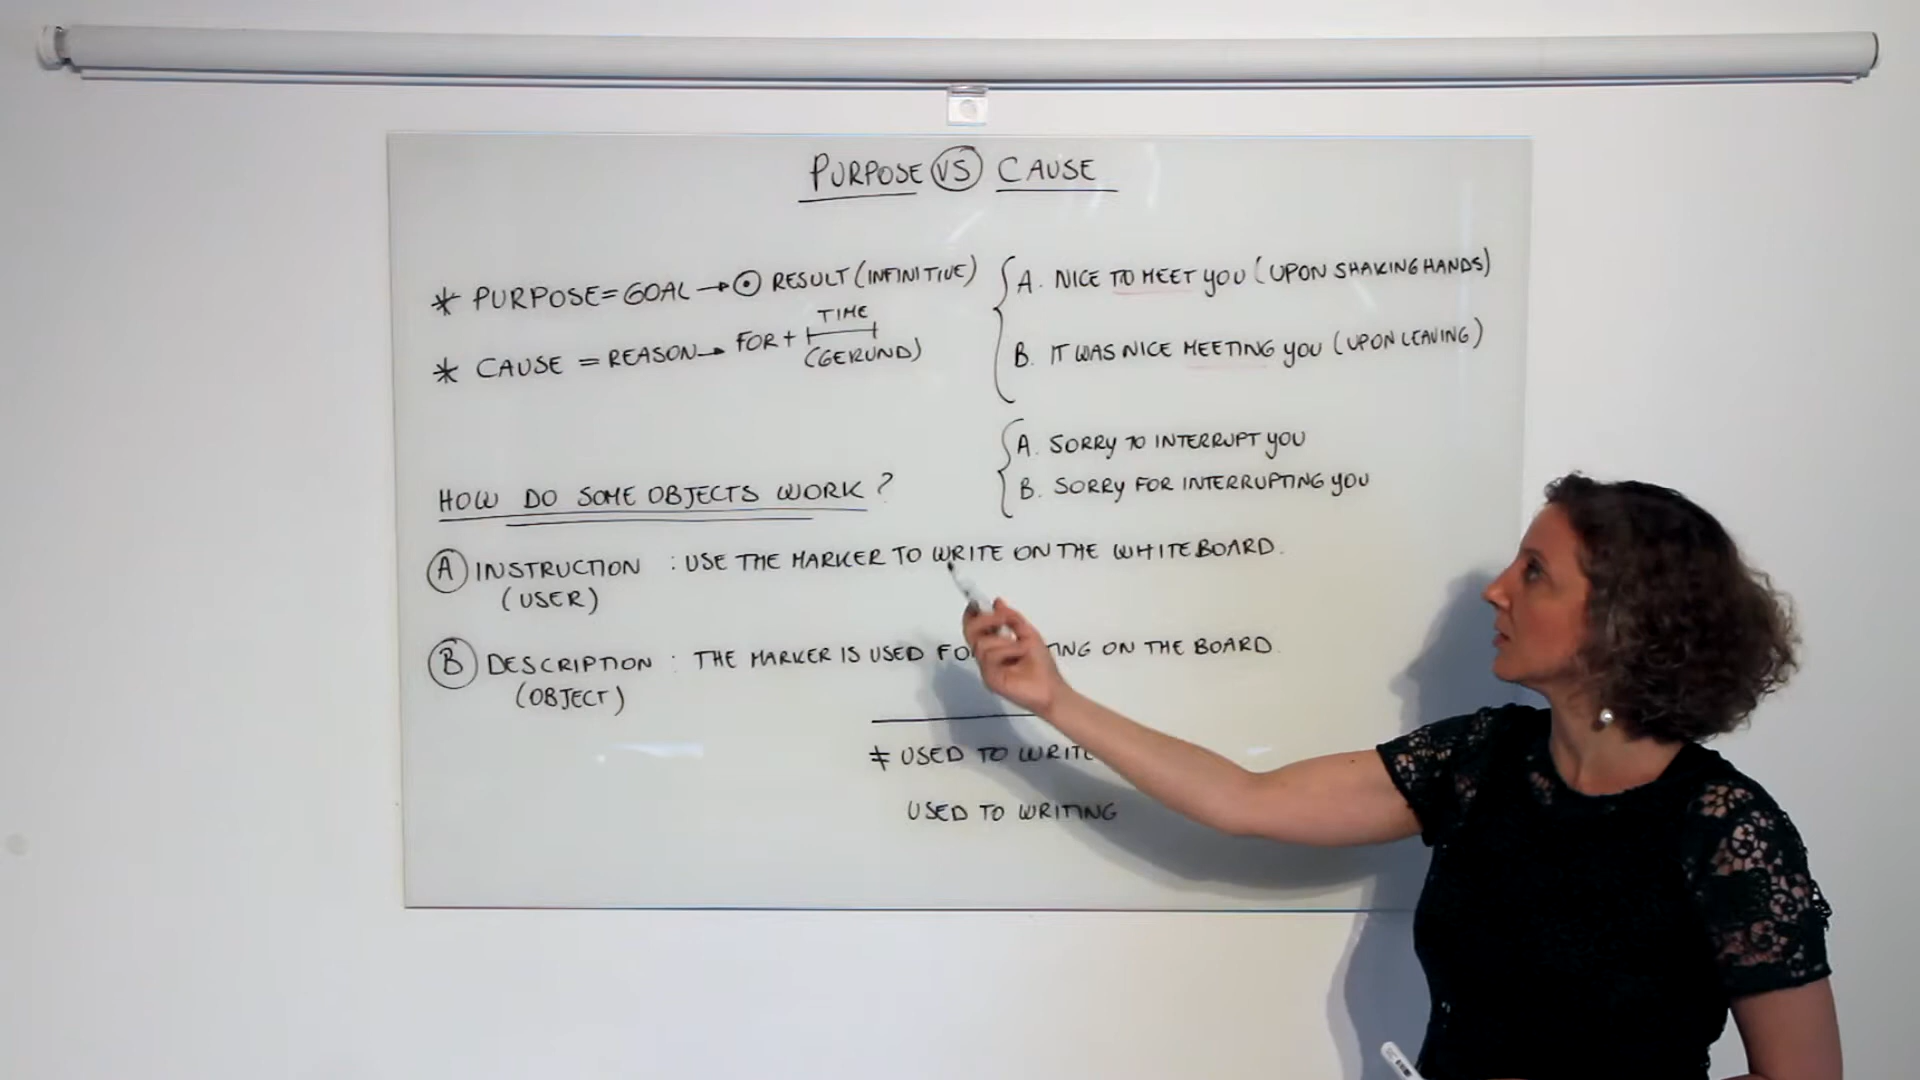 PURPOSE VS CAUSE
* PURPOSE = GOAL → ⊙ RESULT (INFINITIVE)
* CAUSE = REASON → FOR + TIME (GERUND)
A. NICE TO MEET YOU (UPON SHAKING HANDS)
B. IT WAS NICE MEETING YOU (UPON LEAVING)
A. SORRY TO INTERRUPT YOU
B. SORRY FOR INTERRUPTING YOU
HOW DO SOME OBJECTS WORK?
A INSTRUCTION : USE THE MARKER TO WRITE ON THE WHITEBOARD.
(USER)
B DESCRIPTION : THE MARKER IS USED ON THE BOARD.
(OBJECT)
≠ USED TO WRITE
USED TO WRITING